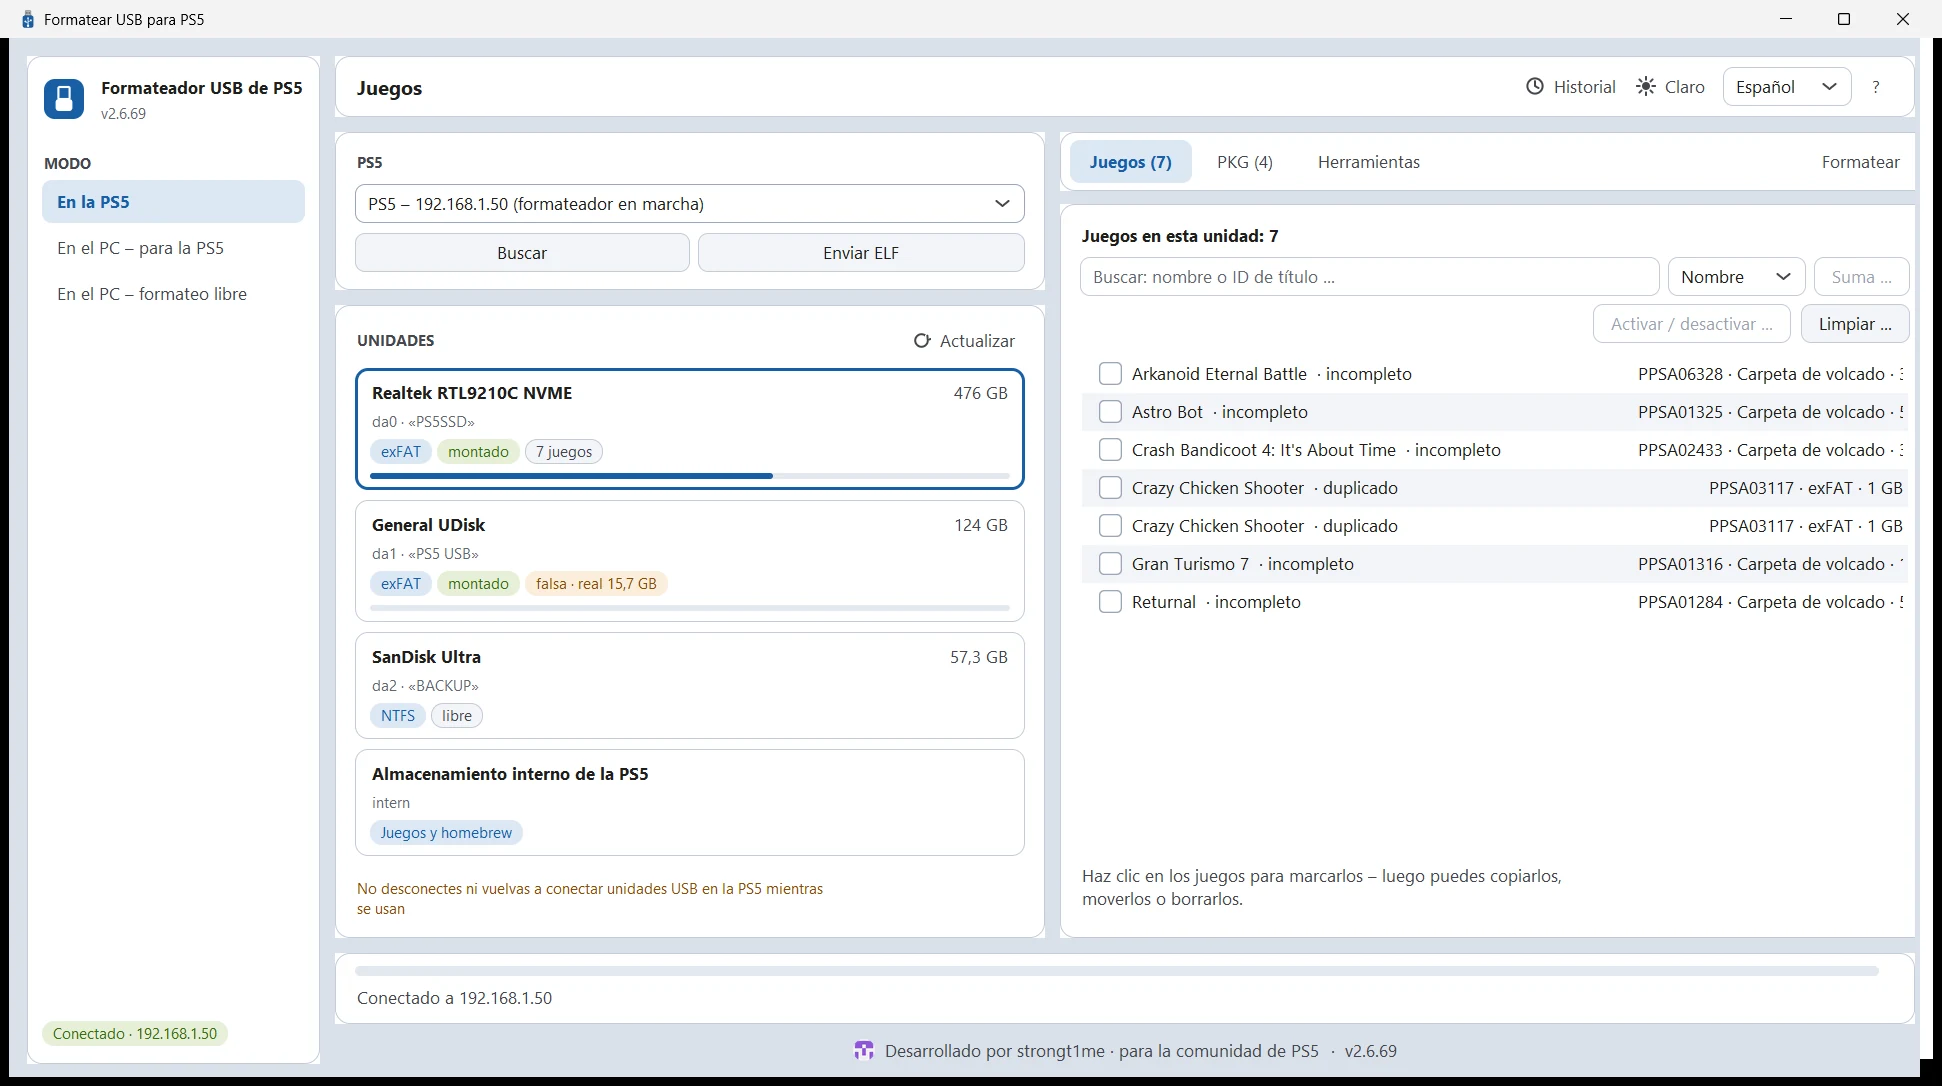 Formatear USB para PS5
Formateador USB de PS5
v2.6.69
MODO
En la PS5
En el PC – para la PS5
En el PC – formateo libre
Conectado · 192.168.1.50
Juegos
Historial
Claro
Español
?
PS5
PS5 – 192.168.1.50 (formateador en marcha)
Buscar
Enviar ELF
UNIDADES
Actualizar
Realtek RTL9210C NVME
476 GB
da0 · «PS5SSD»
exFAT
montado
7 juegos
General UDisk
124 GB
da1 · «PS5 USB»
exFAT
montado
falsa · real 15,7 GB
SanDisk Ultra
57,3 GB
da2 · «BACKUP»
NTFS
libre
Almacenamiento interno de la PS5
intern
Juegos y homebrew
No desconectes ni vuelvas a conectar unidades USB en la PS5 mientras
se usan
Juegos (7)
PKG (4)
Herramientas
Formatear
Juegos en esta unidad: 7
Buscar: nombre o ID de título ...
Nombre
Suma ...
Activar / desactivar ...
Limpiar ...
Arkanoid Eternal Battle · incompleto
PPSA06328 · Carpeta de volcado ·
Astro Bot · incompleto
PPSA01325 · Carpeta de volcado ·
Crash Bandicoot 4: It's About Time · incompleto
PPSA02433 · Carpeta de volcado ·
Crazy Chicken Shooter · duplicado
PPSA03117 · exFAT · 1 GB
Crazy Chicken Shooter · duplicado
PPSA03117 · exFAT · 1 GB
Gran Turismo 7 · incompleto
PPSA01316 · Carpeta de volcado ·
Returnal · incompleto
PPSA01284 · Carpeta de volcado ·
Haz clic en los juegos para marcarlos – luego puedes copiarlos,
moverlos o borrarlos.
Conectado a 192.168.1.50
Desarrollado por strongt1me · para la comunidad de PS5 · v2.6.69